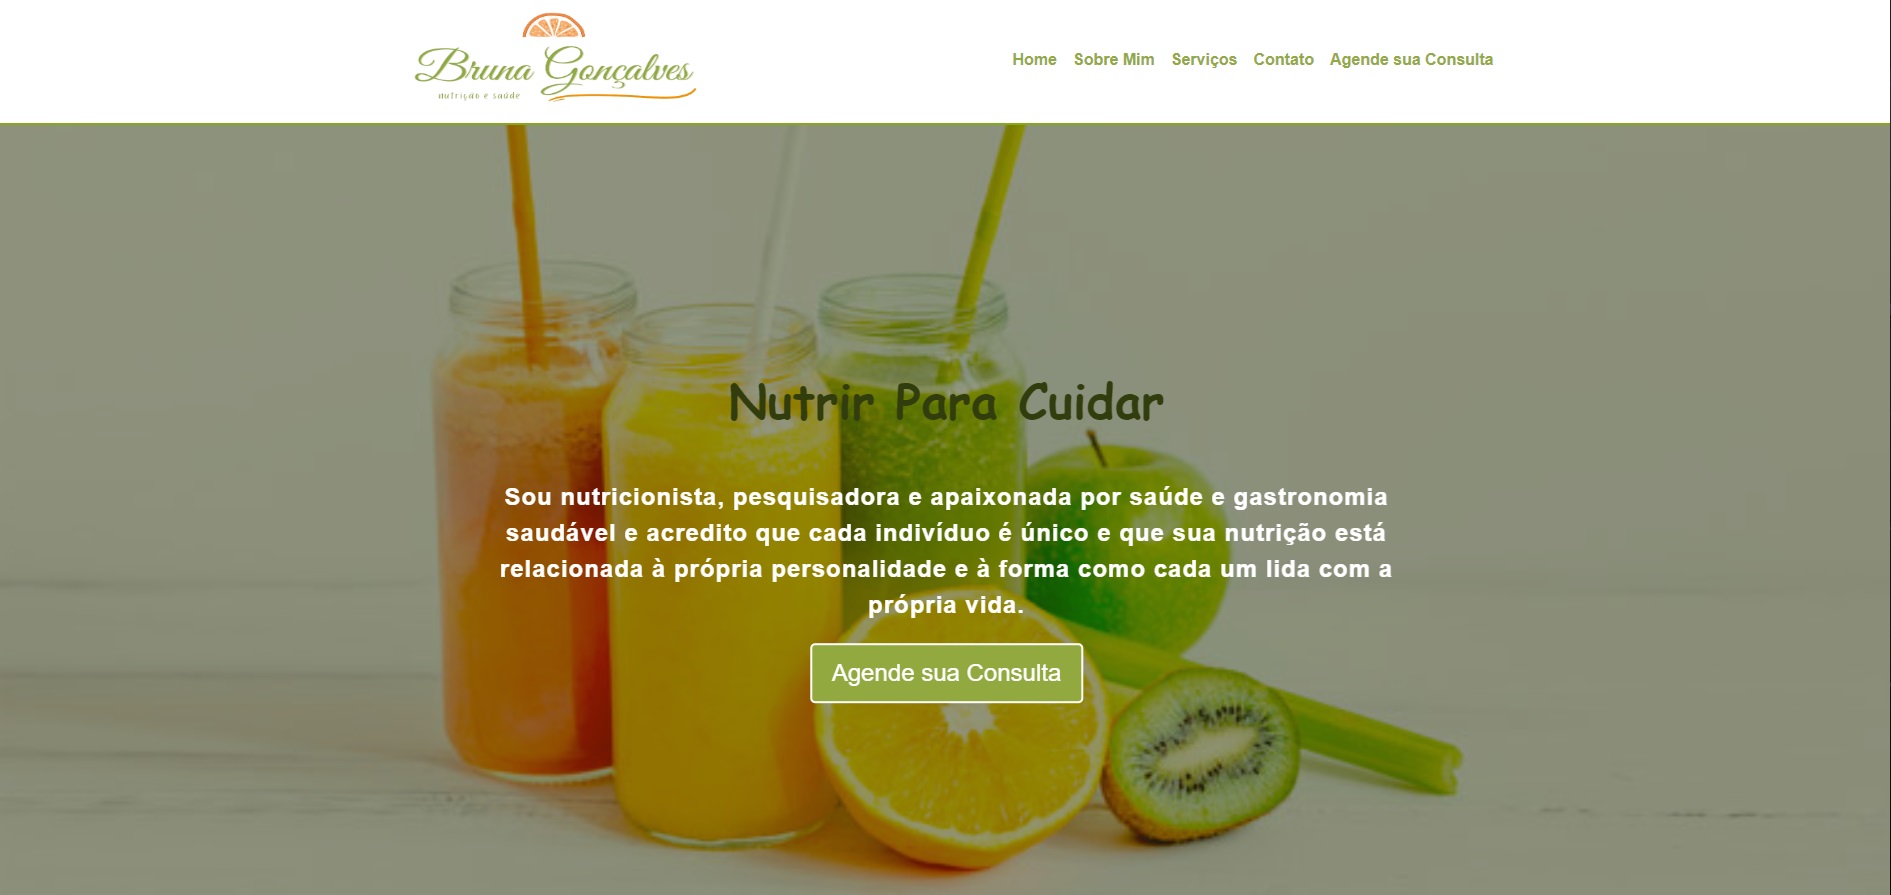 Bruna Gonçalves
nutrição e saúde
Home Sobre Mim Serviços Contato Agende sua Consulta
Nutrir Para Cuidar
Sou nutricionista, pesquisadora e apaixonada por saúde e gastronomia
saudável e acredito que cada indivíduo é único e que sua nutrição está
relacionada à própria personalidade e à forma como cada um lida com a
própria vida.
Agende sua Consulta